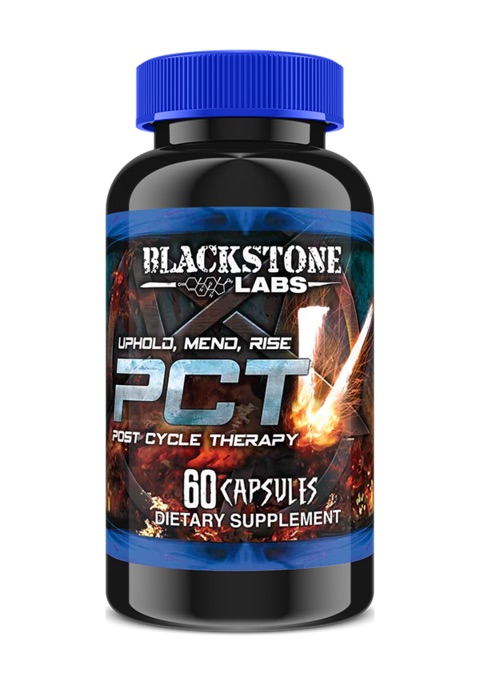 BLACKSTONE
LABS
UPHOLD, MEND, RISE
PCT V
POST CYCLE THERAPY
60 CAPSULES
DIETARY SUPPLEMENT